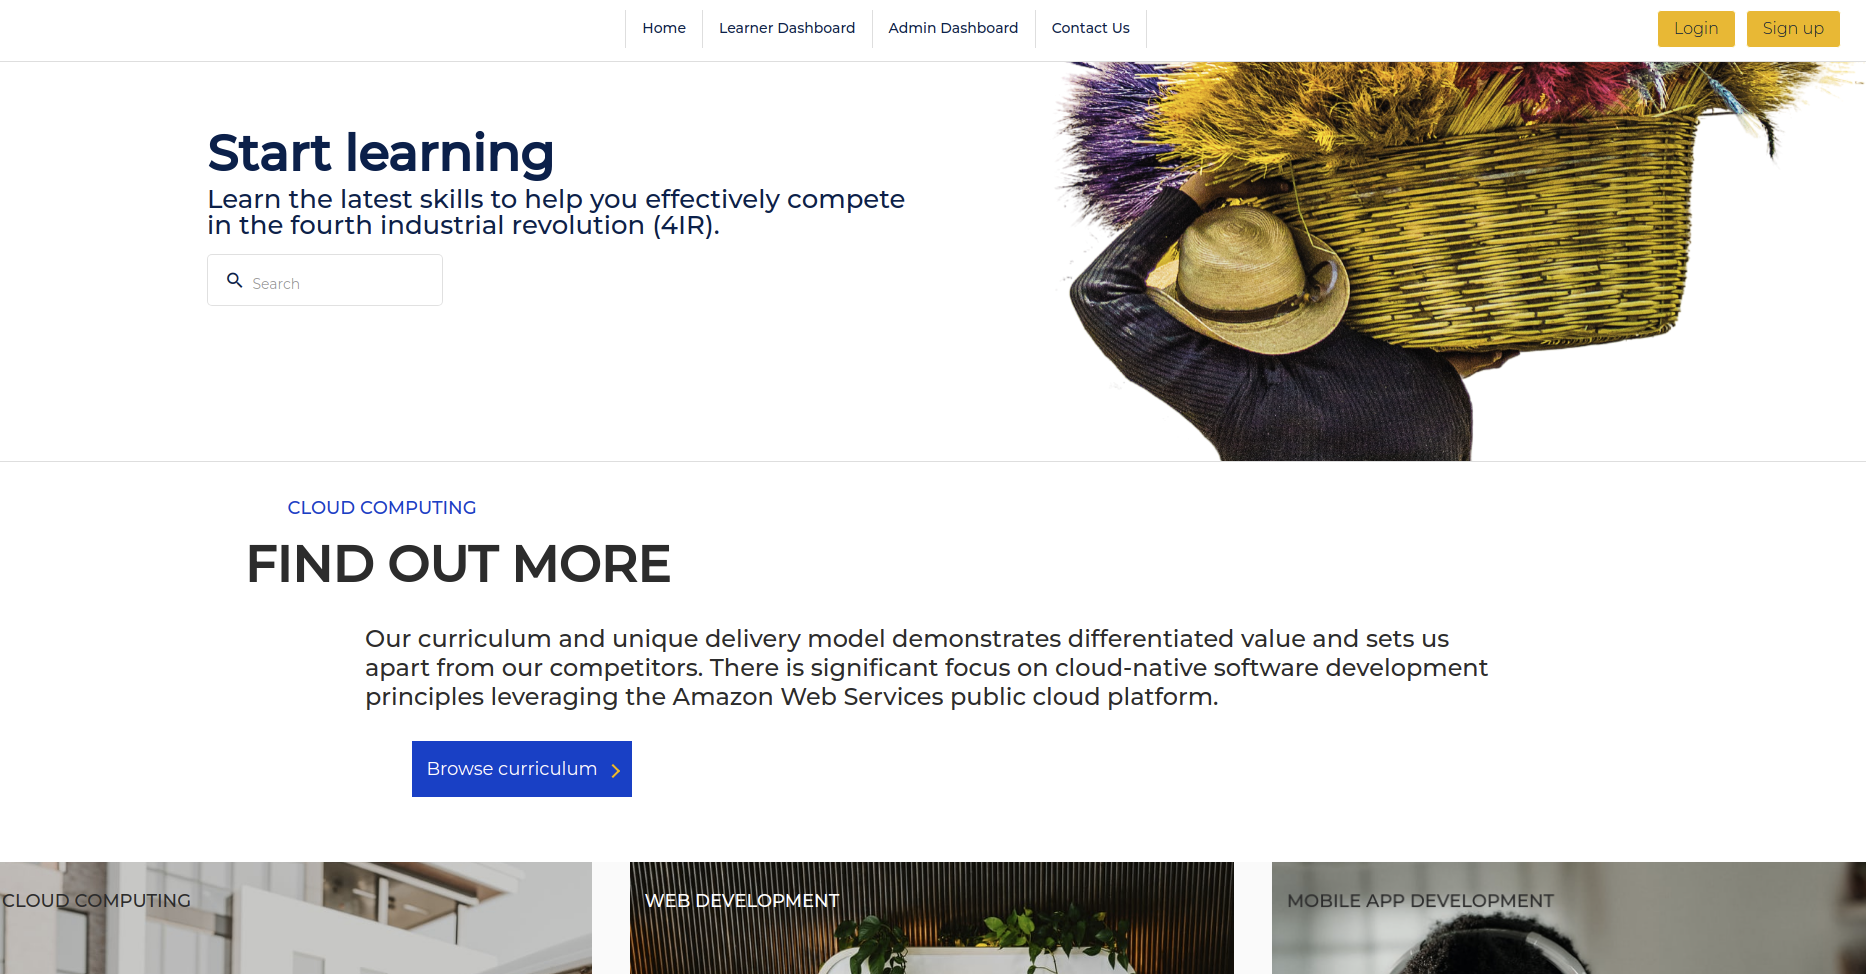 Home
Learner Dashboard
Admin Dashboard
Contact Us
Login
Sign up
Start learning
Learn the latest skills to help you effectively compete
in the fourth industrial revolution (4IR).
Search
CLOUD COMPUTING
FIND OUT MORE
Our curriculum and unique delivery model demonstrates differentiated value and sets us
apart from our competitors. There is significant focus on cloud-native software development
principles leveraging the Amazon Web Services public cloud platform.
Browse curriculum
CLOUD COMPUTING
WEB DEVELOPMENT
MOBILE APP DEVELOPMENT